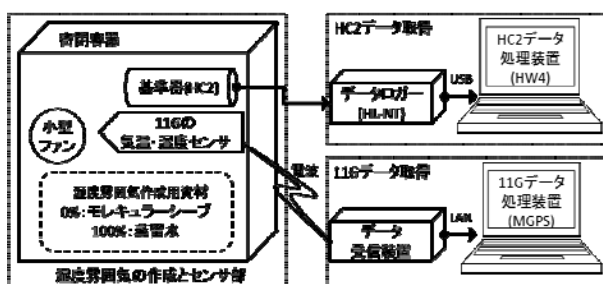 密閉容器
基準器(HC2)
小型
ファン
11Gの
気温・湿度センサ
湿度雰囲気作成用資材
0%:モレキュラーシーブ
100%:蒸留水
湿度雰囲気の作成とセンサ部
電波
HC2データ取得
データロガー
(HL-NT)
USB
HC2データ
処理装置
(HW4)
11Gデータ取得
データ
受信装置
LAN
11Gデータ
処理装置
(MGPS)